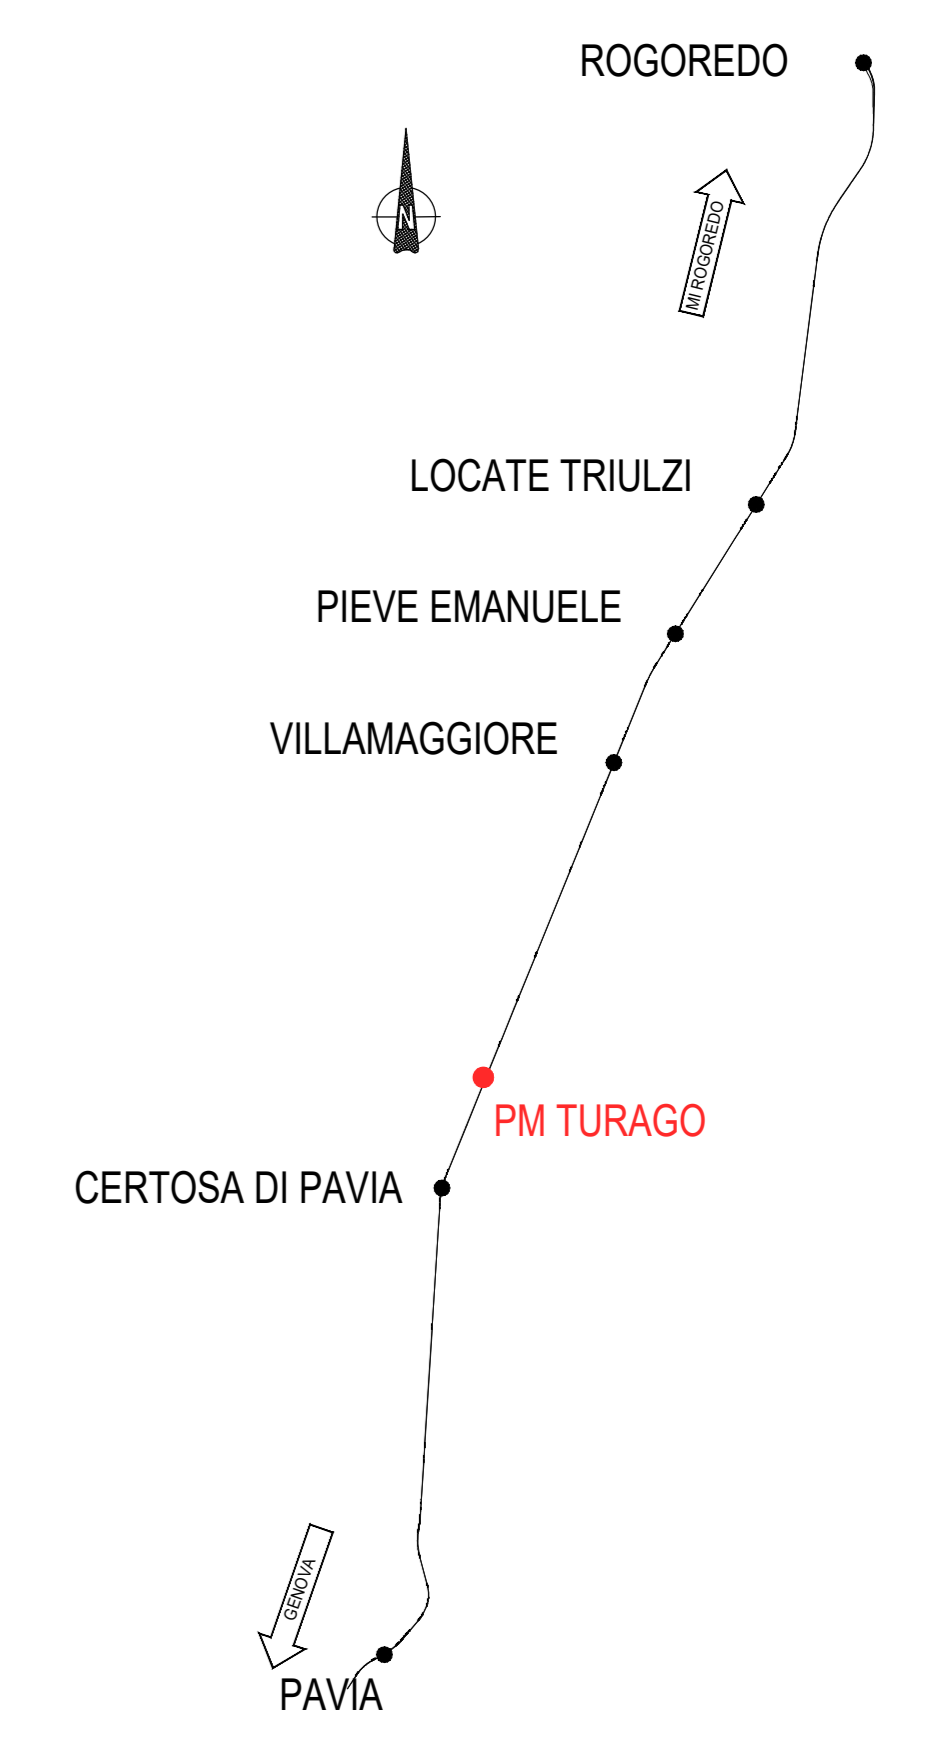 ROGOREDO
N
MI ROGOREDO
LOCATE TRIULZI
PIEVE EMANUELE
VILLAMAGGIORE
PM TURAGO
CERTOSA DI PAVIA
GENOVA
PAVIA